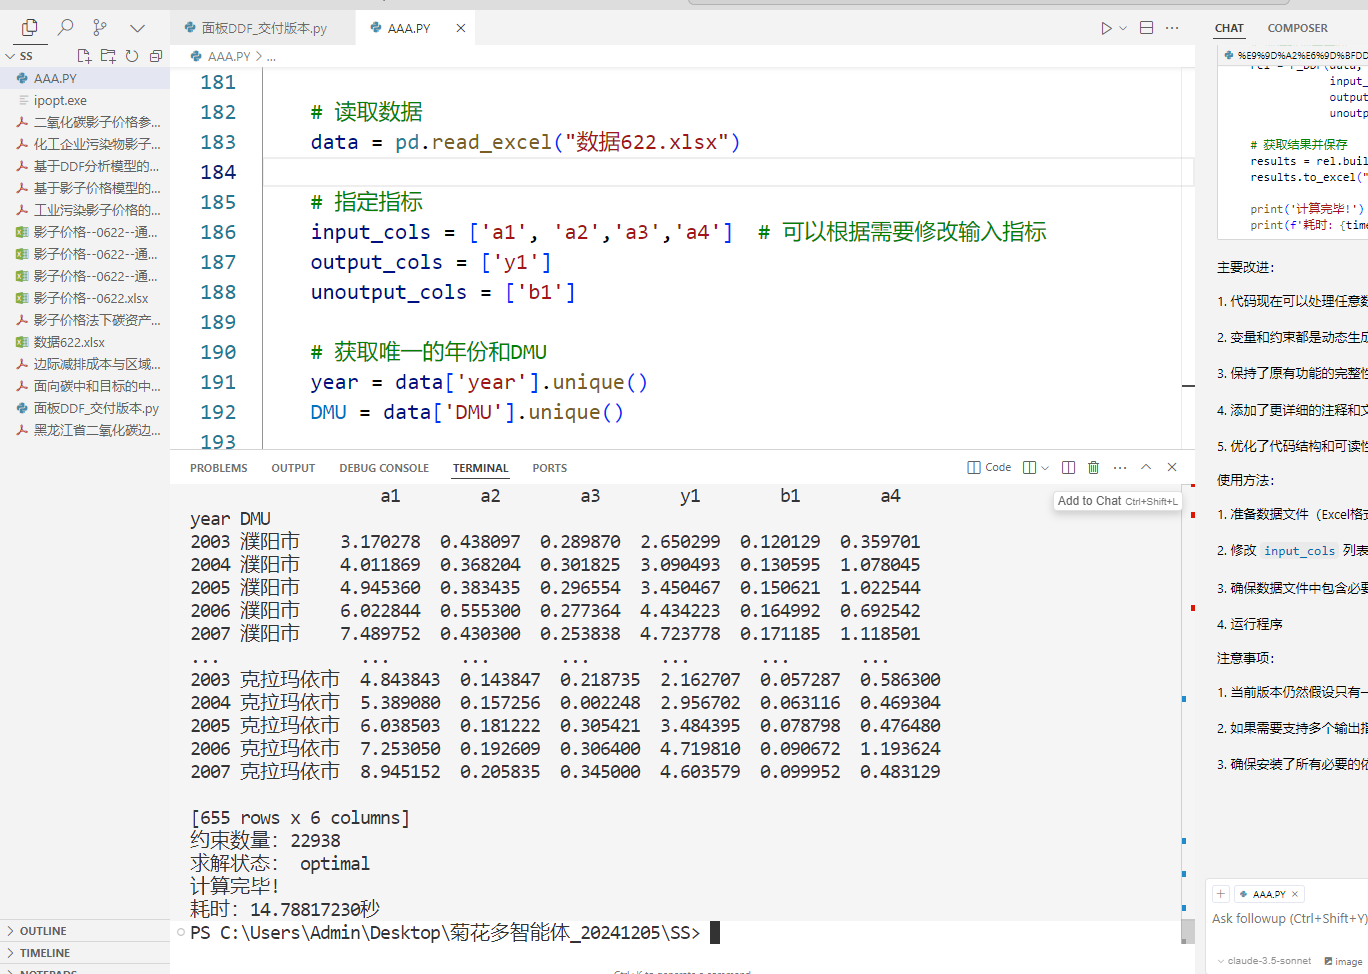 面板DDF_交付版本.py
AAA.PY
CHAT
COMPOSER
SS
AAA.PY
ipopt.exe
二氧化碳影子价格参...
化工企业污染物影子...
基于DDF分析模型的...
基于影子价格模型的...
工业污染影子价格的...
影子价格--0622--通...
影子价格--0622--通...
影子价格--0622--通...
影子价格--0622.xlsx
影子价格法下碳资产...
数据622.xlsx
边际减排成本与区域...
面向碳中和目标的中...
面板DDF_交付版本.py
黑龙江省二氧化碳边...
OUTLINE
TIMELINE
AAA.PY > ...
181
182 # 读取数据
183 data = pd.read_excel("数据622.xlsx")
184
185 # 指定指标
186 input_cols = ['a1', 'a2','a3','a4'] # 可以根据需要修改输入指标
187 output_cols = ['y1']
188 unoutput_cols = ['b1']
189
190 # 获取唯一的年份和DMU
191 year = data['year'].unique()
192 DMU = data['DMU'].unique()
193
PROBLEMS OUTPUT DEBUG CONSOLE TERMINAL PORTS
Code
Add to Chat Ctrl+Shift+L
a1 a2 a3 y1 b1 a4
year DMU
2003 濮阳市 3.170278 0.438097 0.289870 2.650299 0.120129 0.359701
2004 濮阳市 4.011869 0.368204 0.301825 3.090493 0.130595 1.078045
2005 濮阳市 4.945360 0.383435 0.296554 3.450467 0.150621 1.022544
2006 濮阳市 6.022844 0.555300 0.277364 4.434223 0.164992 0.692542
2007 濮阳市 7.489752 0.430300 0.253838 4.723778 0.171185 1.118501
... ... ... ... ... ... ...
2003 克拉玛依市 4.843843 0.143847 0.218735 2.162707 0.057287 0.586300
2004 克拉玛依市 5.389080 0.157256 0.002248 2.956702 0.063116 0.469304
2005 克拉玛依市 6.038503 0.181222 0.305421 3.484395 0.078798 0.476480
2006 克拉玛依市 7.253050 0.192609 0.306400 4.719810 0.090672 1.193624
2007 克拉玛依市 8.945152 0.205835 0.345000 4.603579 0.099952 0.483129
[655 rows x 6 columns]
约束数量: 22938
求解状态: optimal
计算完毕!
耗时: 14.78817230秒
PS C:\Users\Admin\Desktop\菊花多智能体_20241205\SS>
%E9%9D%A2%E6%9D%BFDD
input_
output
unoutp
# 获取结果并保存
results = rel.buil
results.to_excel("
print('计算完毕!')
print(f'耗时: {time
主要改进:
1. 代码现在可以处理任意数
2. 变量和约束都是动态生成
3. 保持了原有功能的完整性
4. 添加了更详细的注释和文
5. 优化了代码结构和可读性
使用方法:
1. 准备数据文件（Excel格式
2. 修改 input_cols 列表
3. 确保数据文件中包含必要
4. 运行程序
注意事项:
1. 当前版本仍然假设只有一
2. 如果需要支持多个输出指
3. 确保安装了所有必要的依
AAA.PY
Ask followup (Ctrl+Shift+Y)
claude-3.5-sonnet
image